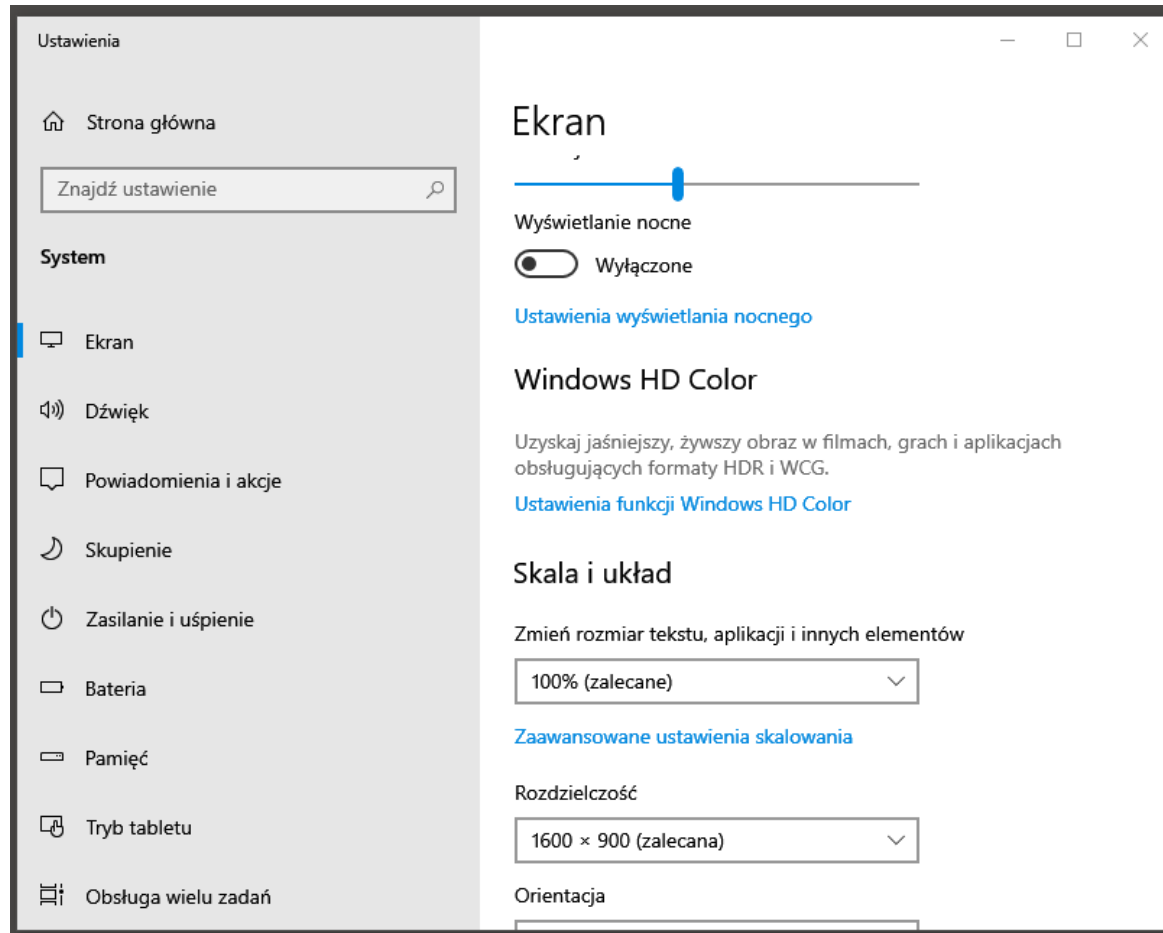 Ustawienia
Strona główna
Znajdź ustawienie
System
Ekran
Dźwięk
Powiadomienia i akcje
Skupienie
Zasilanie i uśpienie
Bateria
Pamięć
Tryb tabletu
Obsługa wielu zadań
Ekran
Wyświetlanie nocne
Wyłączone
Ustawienia wyświetlania nocnego
Windows HD Color
Uzyskaj jaśniejszy, żywszy obraz w filmach, grach i aplikacjach
obsługujących formaty HDR i WCG.
Ustawienia funkcji Windows HD Color
Skala i układ
Zmień rozmiar tekstu, aplikacji i innych elementów
100% (zalecane)
Zaawansowane ustawienia skalowania
Rozdzielczość
1600 × 900 (zalecana)
Orientacja